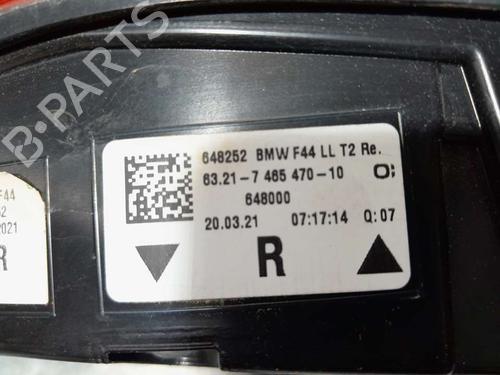 B-PARTS
648252 BMW F44 LL T2 Re.
63.21-7 465 470-10
648000
20.03.21 07:17:14 Q:07
R
F44
2021
R